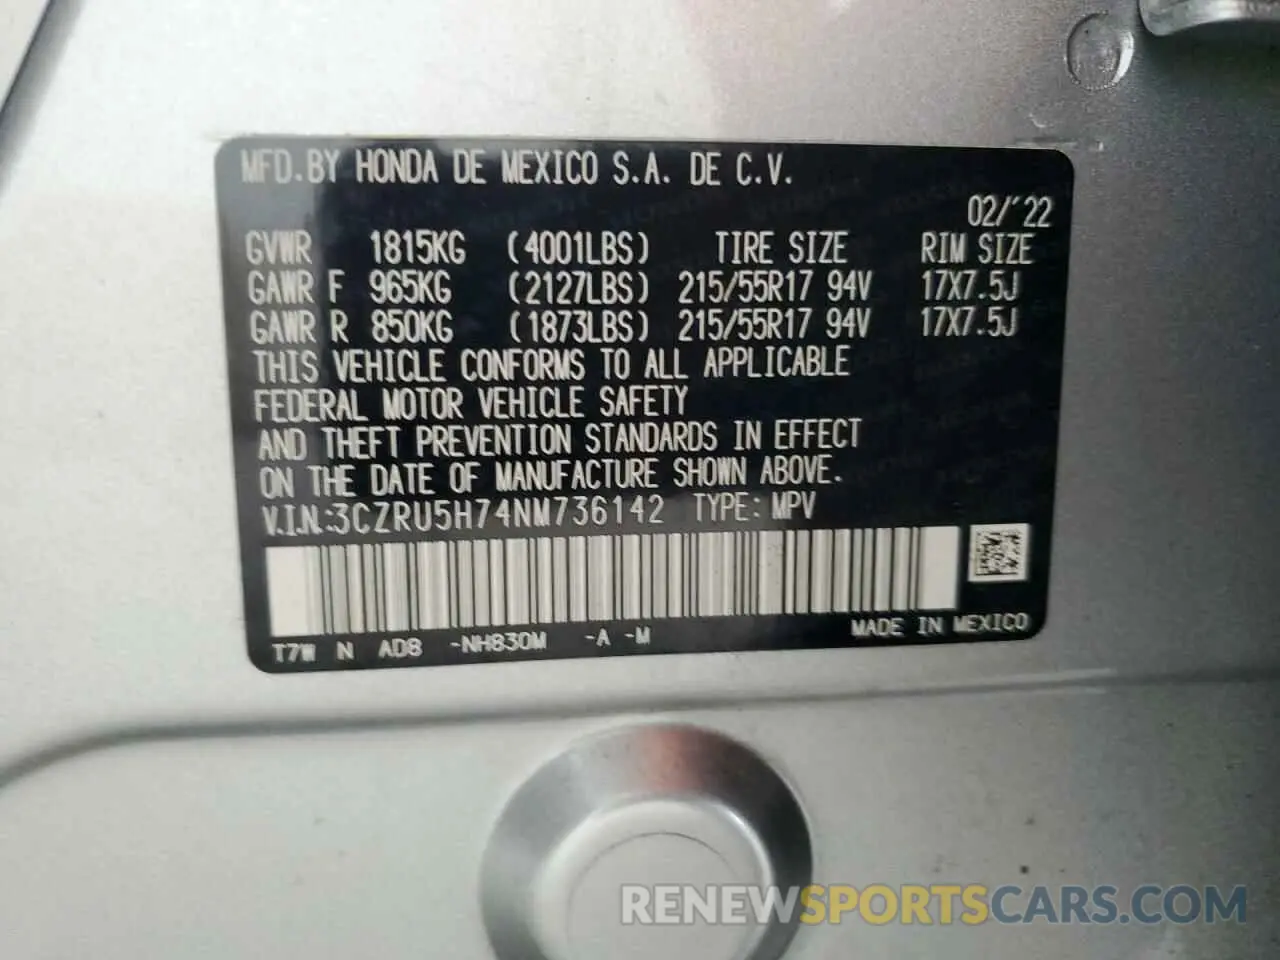 MFD.BY HONDA DE MEXICO S.A. DE C.V.
02/'22
GVWR 1815KG (4001LBS) TIRE SIZE RIM SIZE
GAWR F 965KG (2127LBS) 215/55R17 94V 17X7.5J
GAWR R 850KG (1873LBS) 215/55R17 94V 17X7.5J
THIS VEHICLE CONFORMS TO ALL APPLICABLE
FEDERAL MOTOR VEHICLE SAFETY
AND THEFT PREVENTION STANDARDS IN EFFECT
ON THE DATE OF MANUFACTURE SHOWN ABOVE.
V.I.N.:3CZRU5H74NM736142 TYPE: MPV
T7W N AD8 -NH830M -A -M MADE IN MEXICO
RENEWSPORTSCARS.COM